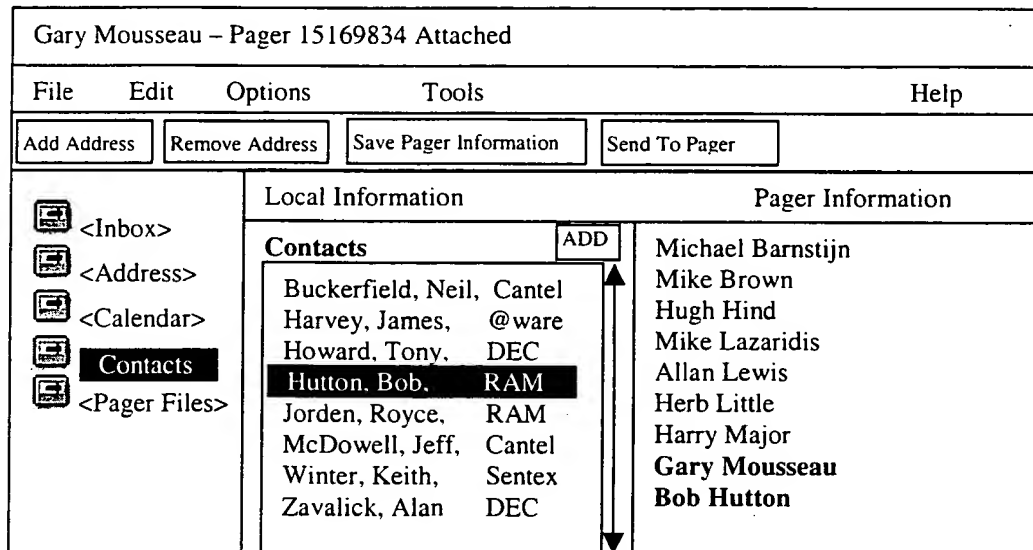 Gary Mousseau – Pager 15169834 Attached
File Edit Options Tools Help
Add Address Remove Address Save Pager Information Send To Pager
<Inbox>
<Address>
<Calendar>
Contacts
<Pager Files>
Local Information
Contacts ADD
Buckerfield, Neil, Cantel
Harvey, James, @ware
Howard, Tony, DEC
Hutton, Bob, RAM
Jorden, Royce, RAM
McDowell, Jeff, Cantel
Winter, Keith, Sentex
Zavalick, Alan DEC
Pager Information
Michael Barnstijn
Mike Brown
Hugh Hind
Mike Lazaridis
Allan Lewis
Herb Little
Harry Major
Gary Mousseau
Bob Hutton